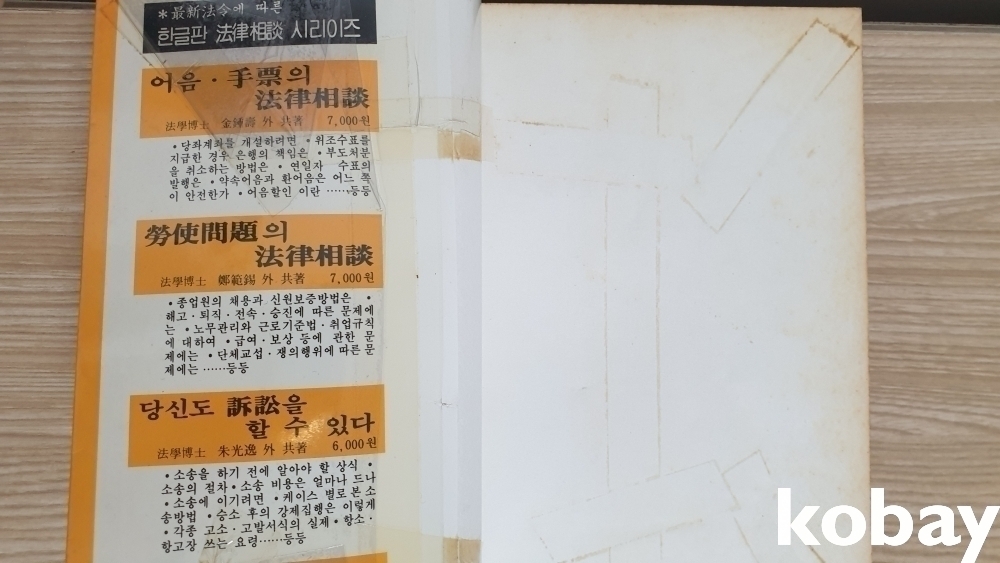 *最新法令에 따른
한글판 法律相談 시리이즈
어음·手票의
法律相談
法學博士 金鍾壽 外 共著 7,000원
•당좌계좌를 개설하려면 •위조수표를
지급한 경우 은행의 책임은 •부도처분
을 취소하는 방법은 •연일자 수표의
발행은 •약속어음과 환어음은 어느 쪽
이 안전한가 •어음할인 이란 ……등등
勞使問題의
法律相談
法學博士 鄭範錫 外 共著 7,000원
•종업원의 채용과 신원보증방법은 •
해고·퇴직·전속·승진에 따른 문제에
는 •노무관리와 근로기준법·취업규칙
에 대하여 •급여·보상 등에 관한 문
제에는 •단체교섭·쟁의행위에 따른 문
제에는 ……등등
당신도 訴訟을
할 수 있다
法學博士 朱光逸 外 共著 6,000원
•소송을 하기 전에 알아야 할 상식 •
소송의 절차•소송 비용은 얼마나 드나
•소송에 이기려면 •케이스 별로 본 소
송방법 •승소 후의 강제집행은 이렇게
•각종 고소·고발서식의 실제•항소·
항고장 쓰는 요령……등등
kobay